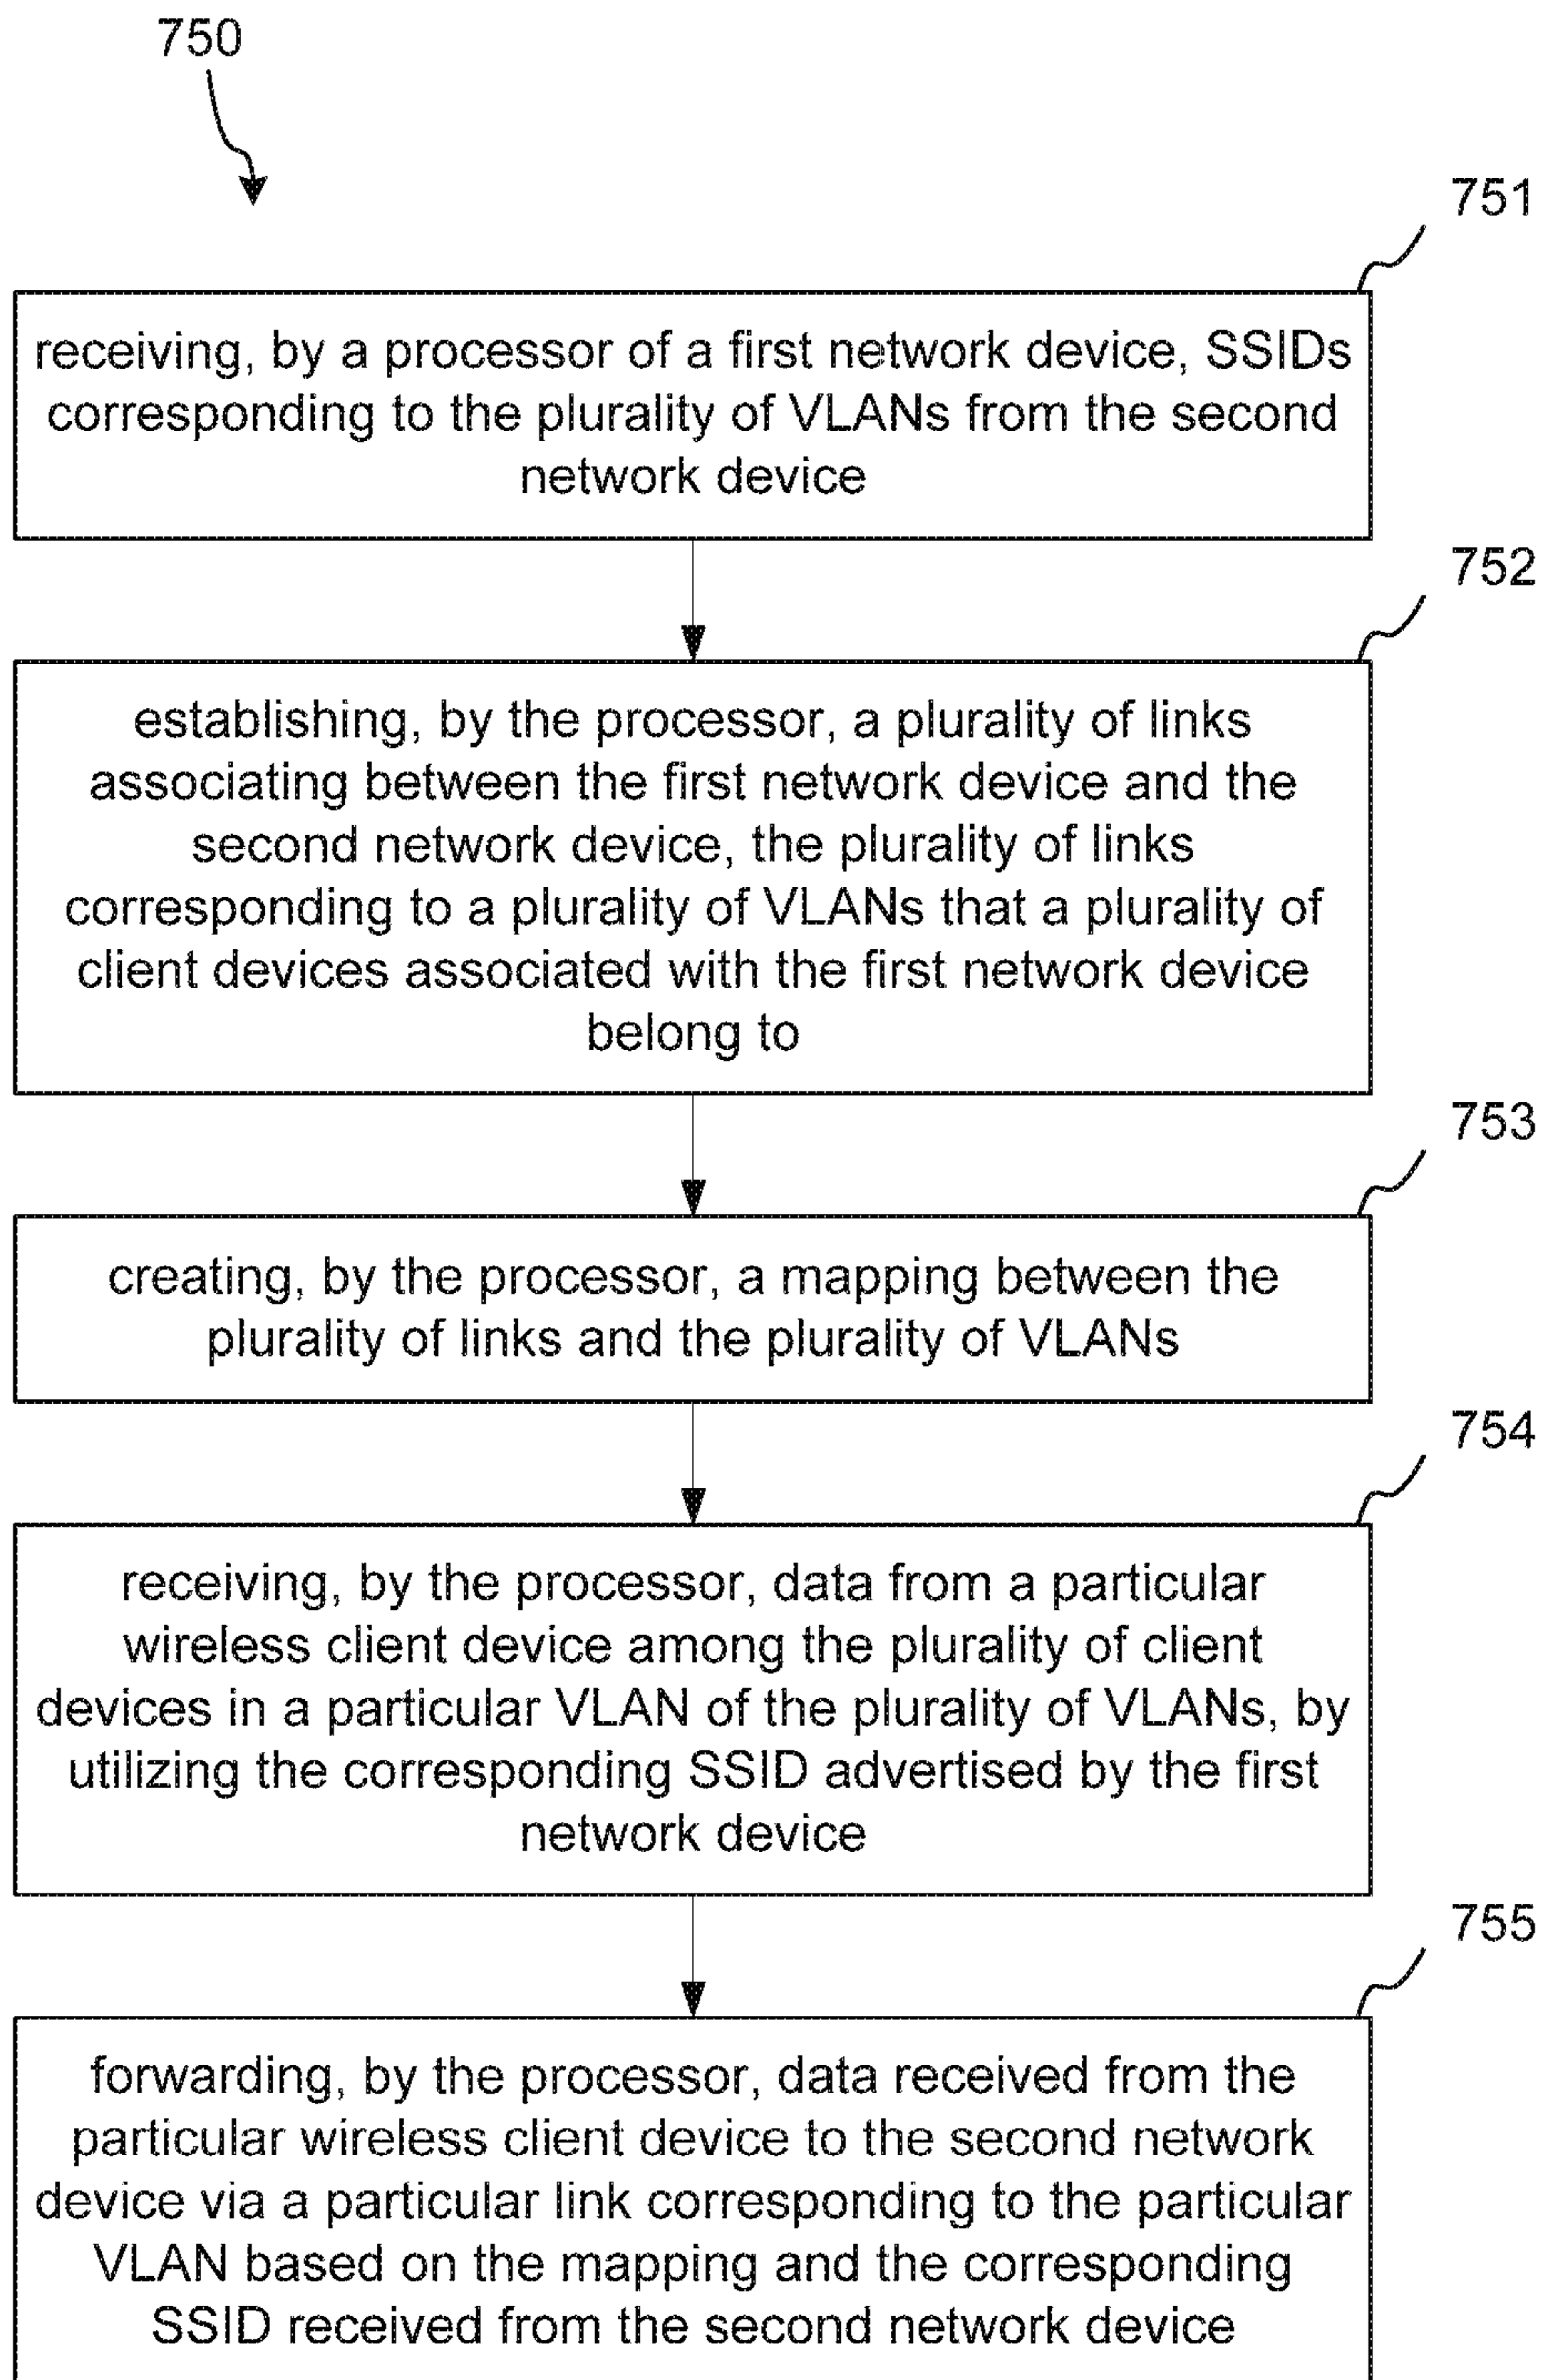 750
751
receiving, by a processor of a first network device, SSIDs
corresponding to the plurality of VLANs from the second
network device
752
establishing, by the processor, a plurality of links
associating between the first network device and the
second network device, the plurality of links
corresponding to a plurality of VLANs that a plurality of
client devices associated with the first network device
belong to
753
creating, by the processor, a mapping between the
plurality of links and the plurality of VLANs
754
receiving, by the processor, data from a particular
wireless client device among the plurality of client
devices in a particular VLAN of the plurality of VLANs, by
utilizing the corresponding SSID advertised by the first
network device
755
forwarding, by the processor, data received from the
particular wireless client device to the second network
device via a particular link corresponding to the particular
VLAN based on the mapping and the corresponding
SSID received from the second network device